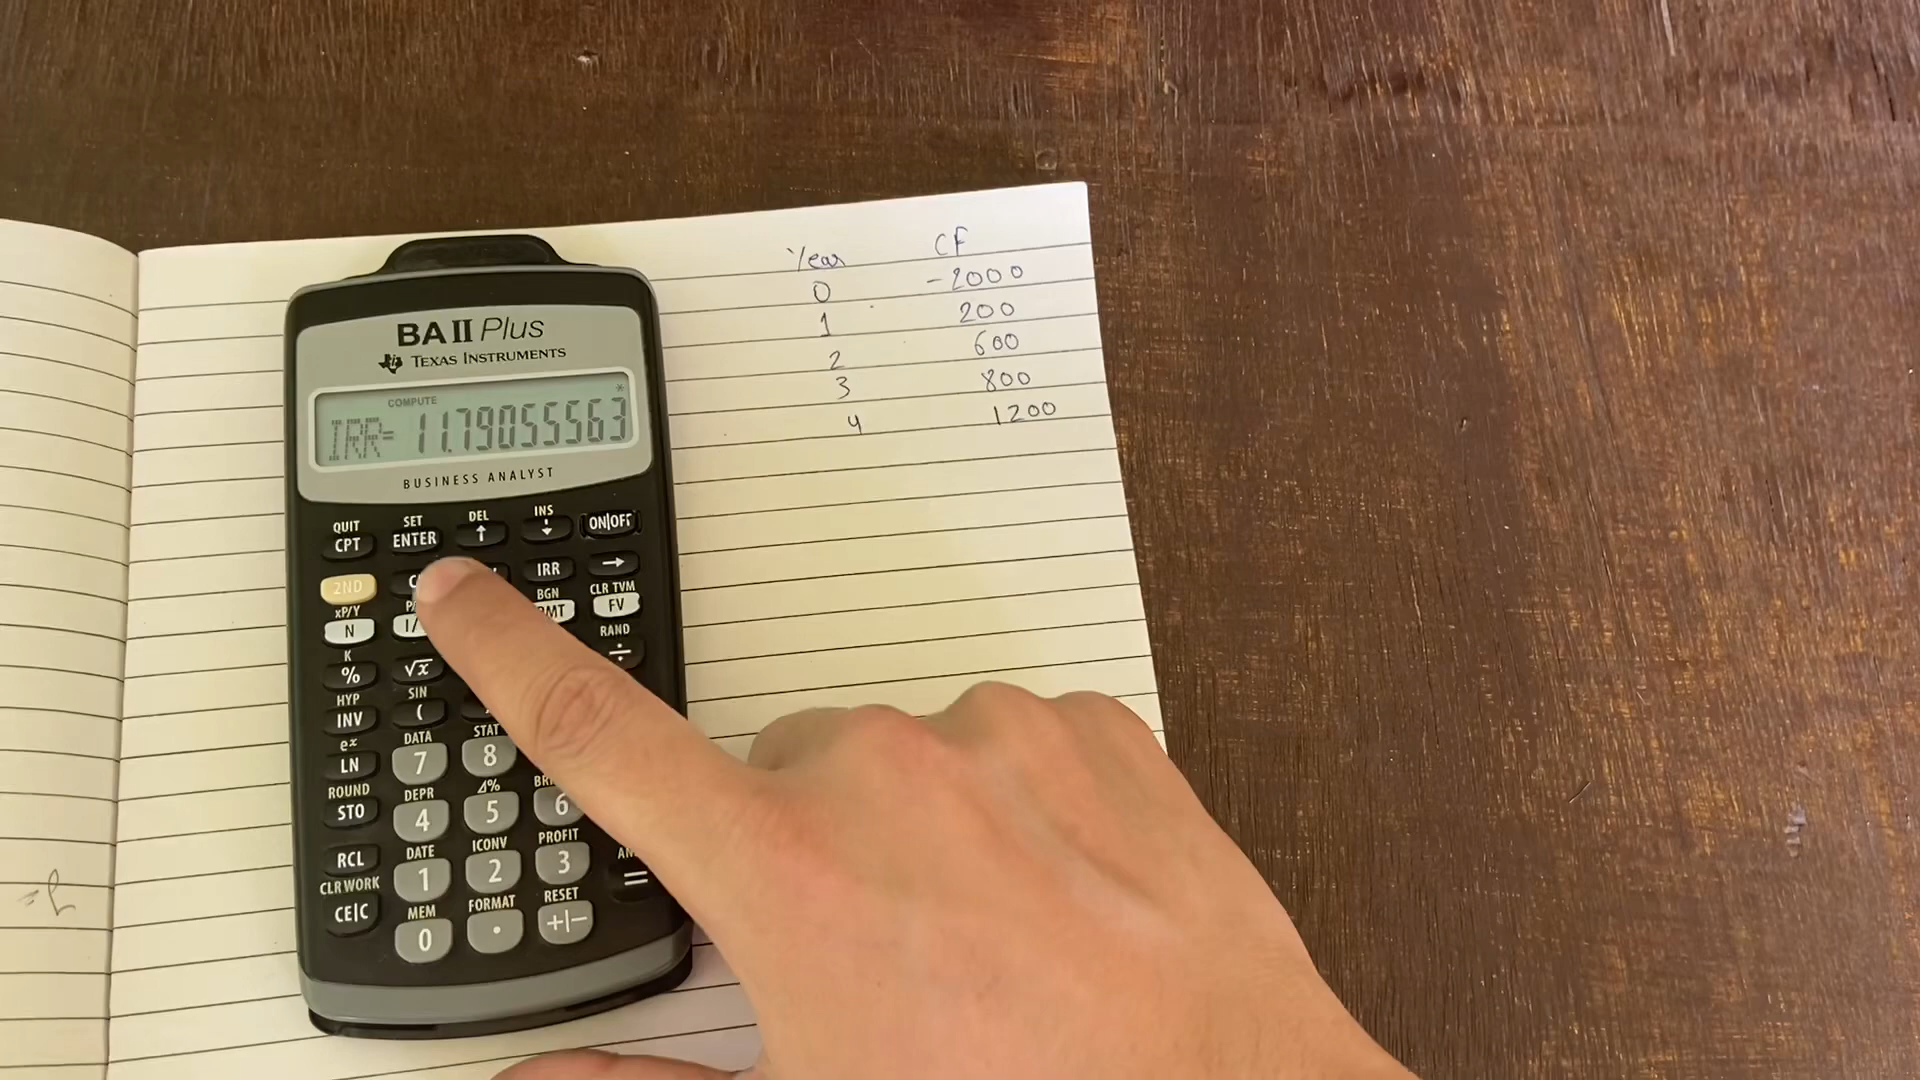 Year CF
0 -2000
1 200
2 600
3 800
4 1200
BA II Plus
TEXAS INSTRUMENTS
COMPUTE *
IRR= 11.79055563
BUSINESS ANALYST
QUIT SET DEL INS
CPT ENTER ↑ ↓ ON|OFF
2ND IRR →
xP/Y BGN CLR TVM
N FV
K RAND
% √x ÷
HYP SIN
INV (
eˣ DATA STAT
LN 7 8
ROUND DEPR Δ%
STO 4 5 6
DATE ICONV PROFIT
RCL 1 2 3 =
CLR WORK MEM FORMAT RESET
CE|C 0 . +|−